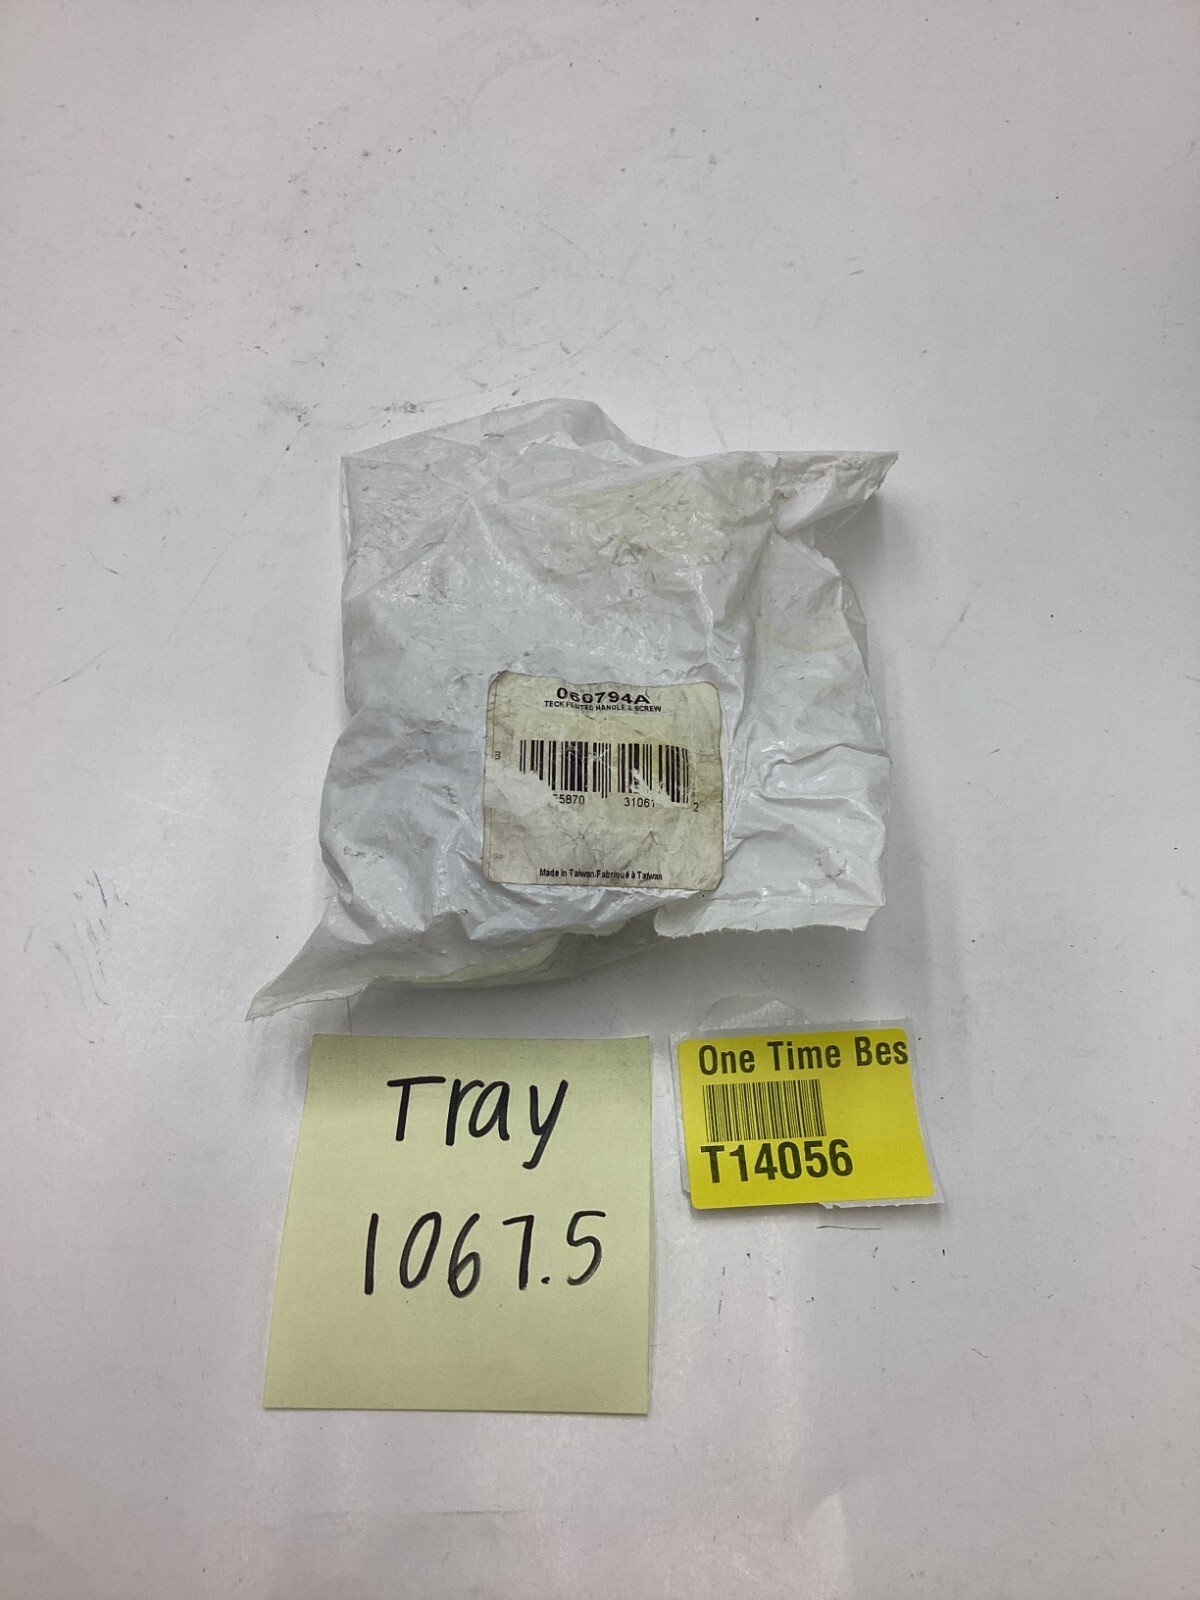 060794A
TECK FLUTED HANDLE & SCREW
5870 31061 2
Made in Taiwan/Fabriqué à Taiwan
One Time Bes
T14056
Tray
1067.5